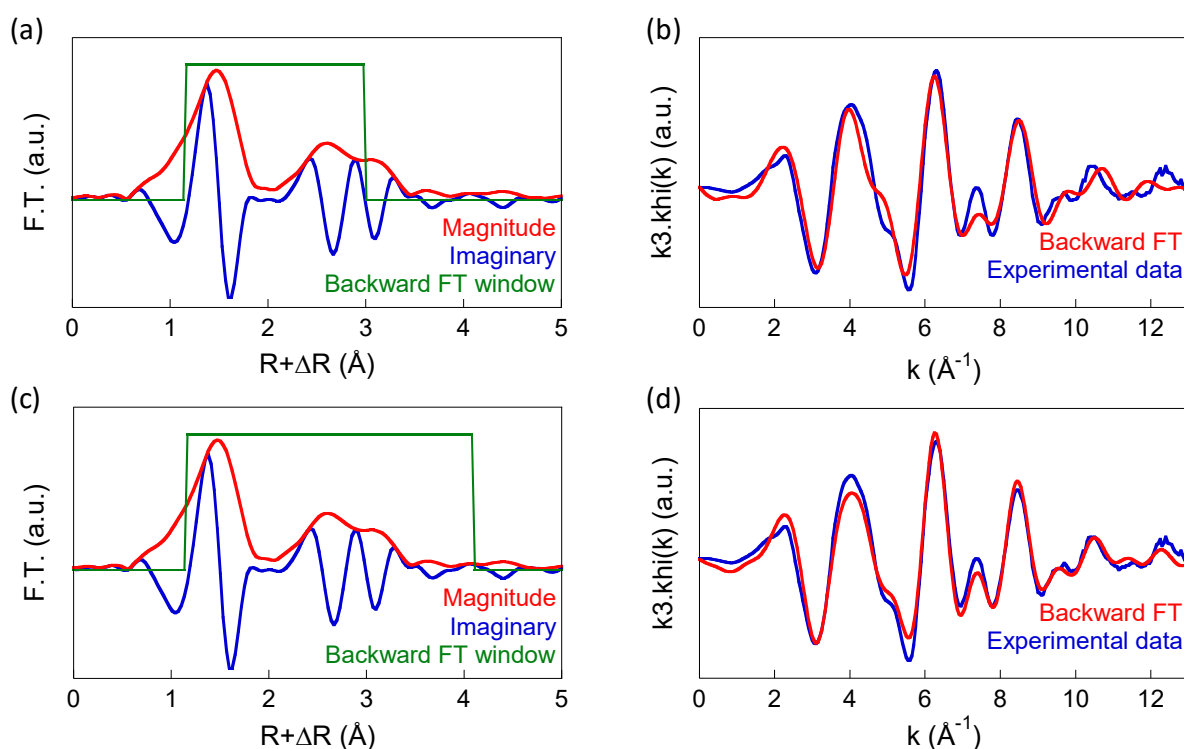 (a)
F.T. (a.u.)
Magnitude
Imaginary
Backward FT window
0 1 2 3 4 5
R+ΔR (Å)
(b)
k3.khi(k) (a.u.)
Backward FT
Experimental data
0 2 4 6 8 10 12
k (Å⁻¹)
(c)
F.T. (a.u.)
Magnitude
Imaginary
Backward FT window
0 1 2 3 4 5
R+ΔR (Å)
(d)
k3.khi(k) (a.u.)
Backward FT
Experimental data
0 2 4 6 8 10 12
k (Å⁻¹)